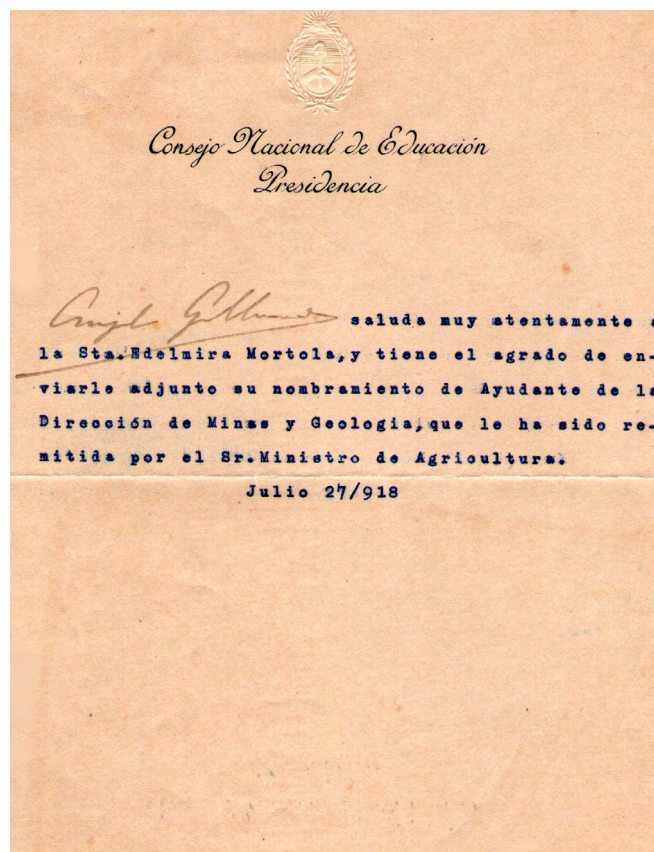 Consejo Nacional de Educación
Presidencia
Angel Gallardo saluda muy atentamente a
la Sta.Edelmira Mortola,y tiene el agrado de en-
viarle adjunto su nombramiento de Ayudante de la
Dirección de Minas y Geologia,que le ha sido re-
mitida por el Sr.Ministro de Agricultura.
Julio 27/918